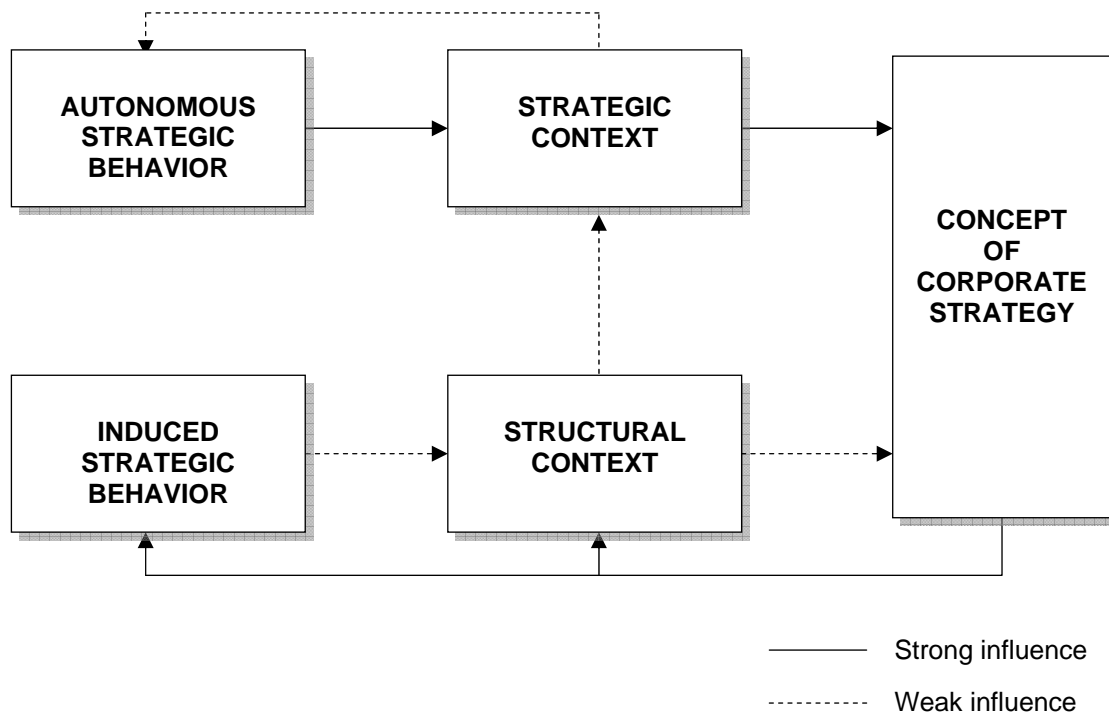 AUTONOMOUS
STRATEGIC
BEHAVIOR
STRATEGIC
CONTEXT
CONCEPT
OF
CORPORATE
STRATEGY
INDUCED
STRATEGIC
BEHAVIOR
STRUCTURAL
CONTEXT
Strong influence
Weak influence